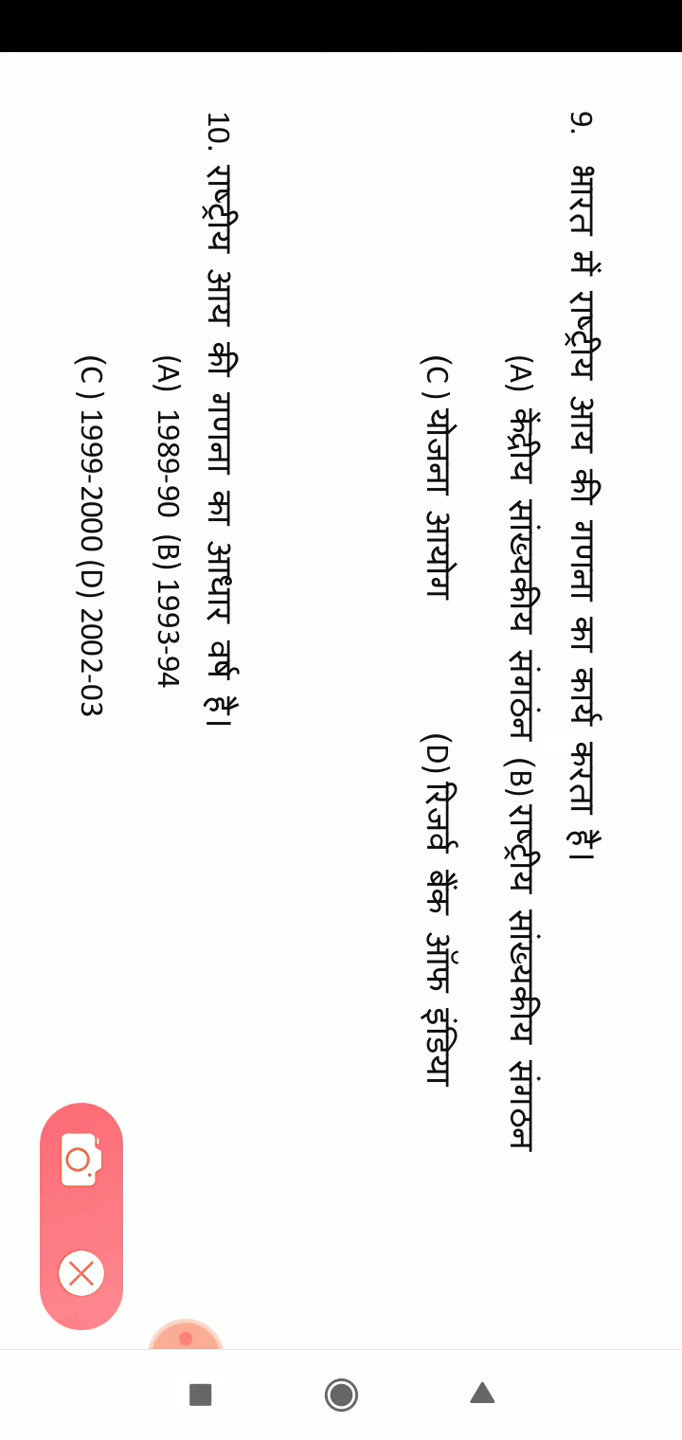 9. भारत में राष्ट्रीय आय की गणना का कार्य करता है।
(A) केंद्रीय सांख्यकीय संगठंन (B) राष्ट्रीय सांख्यकीय संगठन
(C ) योजना आयोग (D) रिजर्व बैंक ऑफ इंडिया
10. राष्ट्रीय आय की गणना का आधार वर्ष है।
(A) 1989-90 (B) 1993-94
(C ) 1999-2000 (D) 2002-03